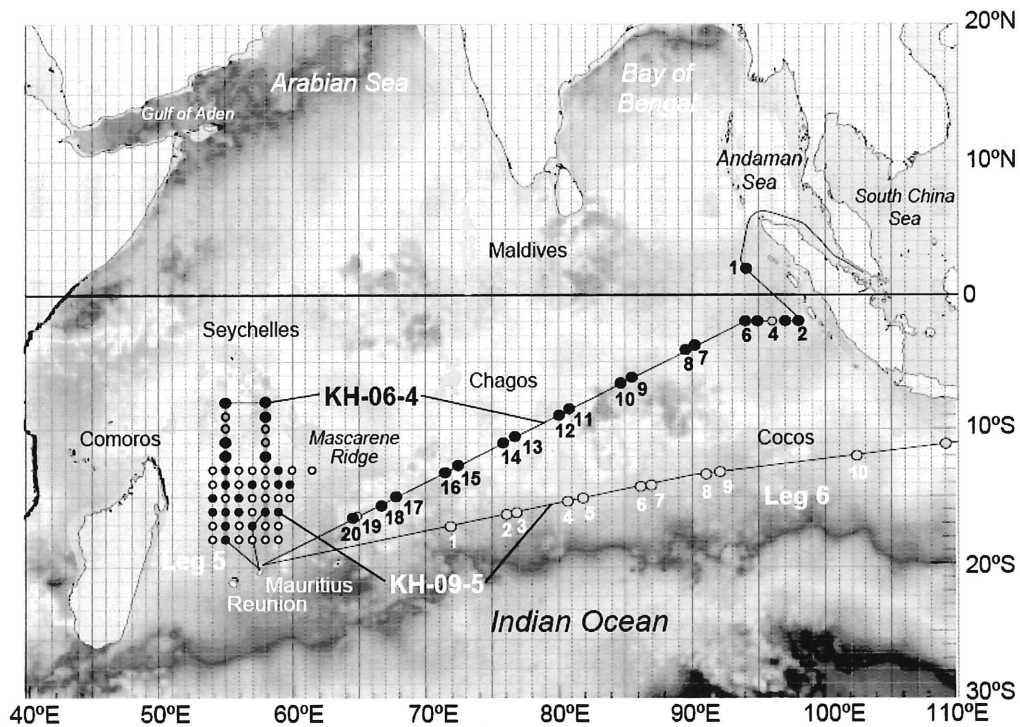 20ºN
Arabian Sea
Bay of
Bengal
Gulf of Aden
Andaman
Sea
10ºN
South China
Sea
Maldives
1
0
Seychelles
6
4
2
8
7
Chagos
10
9
KH-06-4
12
11
10ºS
Comoros
Mascarene
Ridge
14
13
Cocos
16
15
10
18
17
8
9
Leg 6
20
19
6
7
4
5
2
3
1
Leg 5
20ºS
Mauritius
KH-09-5
Reunion
Indian Ocean
30ºS
40ºE
50ºE
60ºE
70ºE
80ºE
90ºE
100ºE
110ºE